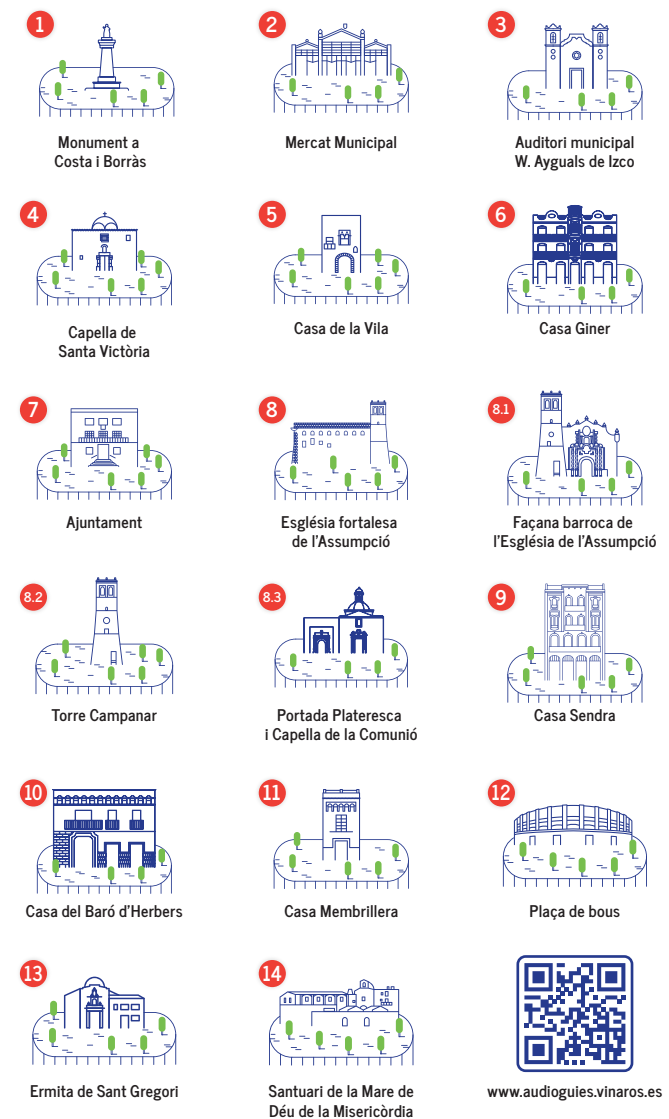 1
Monument a
Costa i Borràs
2
Mercat Municipal
3
Auditori municipal
W. Ayguals de Izco
4
Capella de
Santa Victòria
5
Casa de la Vila
6
Casa Giner
7
Ajuntament
8
Església fortalesa
de l'Assumpció
8.1
Façana barroca de
l'Església de l'Assumpció
8.2
Torre Campanar
8.3
Portada Plateresca
i Capella de la Comunió
9
Casa Sendra
10
Casa del Baró d'Herbers
11
Casa Membrillera
12
Plaça de bous
13
Ermita de Sant Gregori
14
Santuari de la Mare de
Déu de la Misericòrdia
www.audioguies.vinaros.es